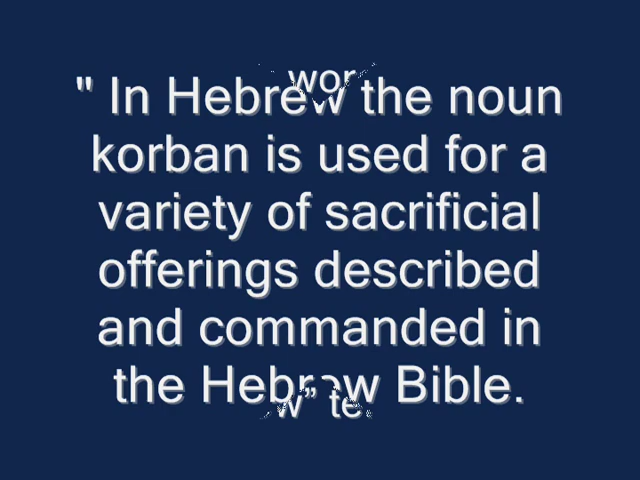 " In Hebrew the noun
korban is used for a
variety of sacrificial
offerings described
and commanded in
the Hebrew Bible.